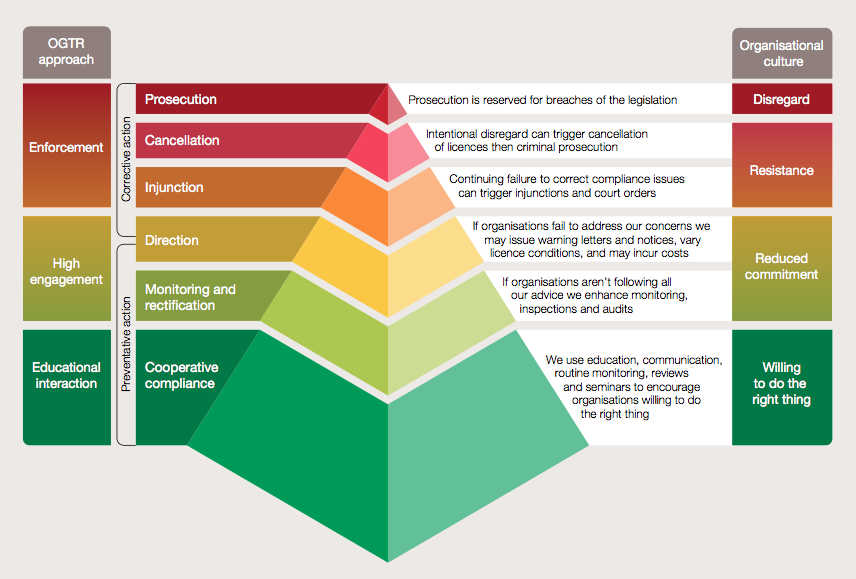 OGTR
approach
Organisational
culture
Enforcement
High
engagement
Educational
interaction
Corrective action
Preventative action
Prosecution
Prosecution is reserved for breaches of the legislation
Disregard
Cancellation
Intentional disregard can trigger cancellation
of licences then criminal prosecution
Resistance
Injunction
Continuing failure to correct compliance issues
can trigger injunctions and court orders
Direction
If organisations fail to address our concerns we
may issue warning letters and notices, vary
licence conditions, and may incur costs
Reduced
commitment
Monitoring and
rectification
If organisations aren't following all
our advice we enhance monitoring,
inspections and audits
Cooperative
compliance
We use education, communication,
routine monitoring, reviews
and seminars to encourage
organisations willing to do
the right thing
Willing
to do the
right thing